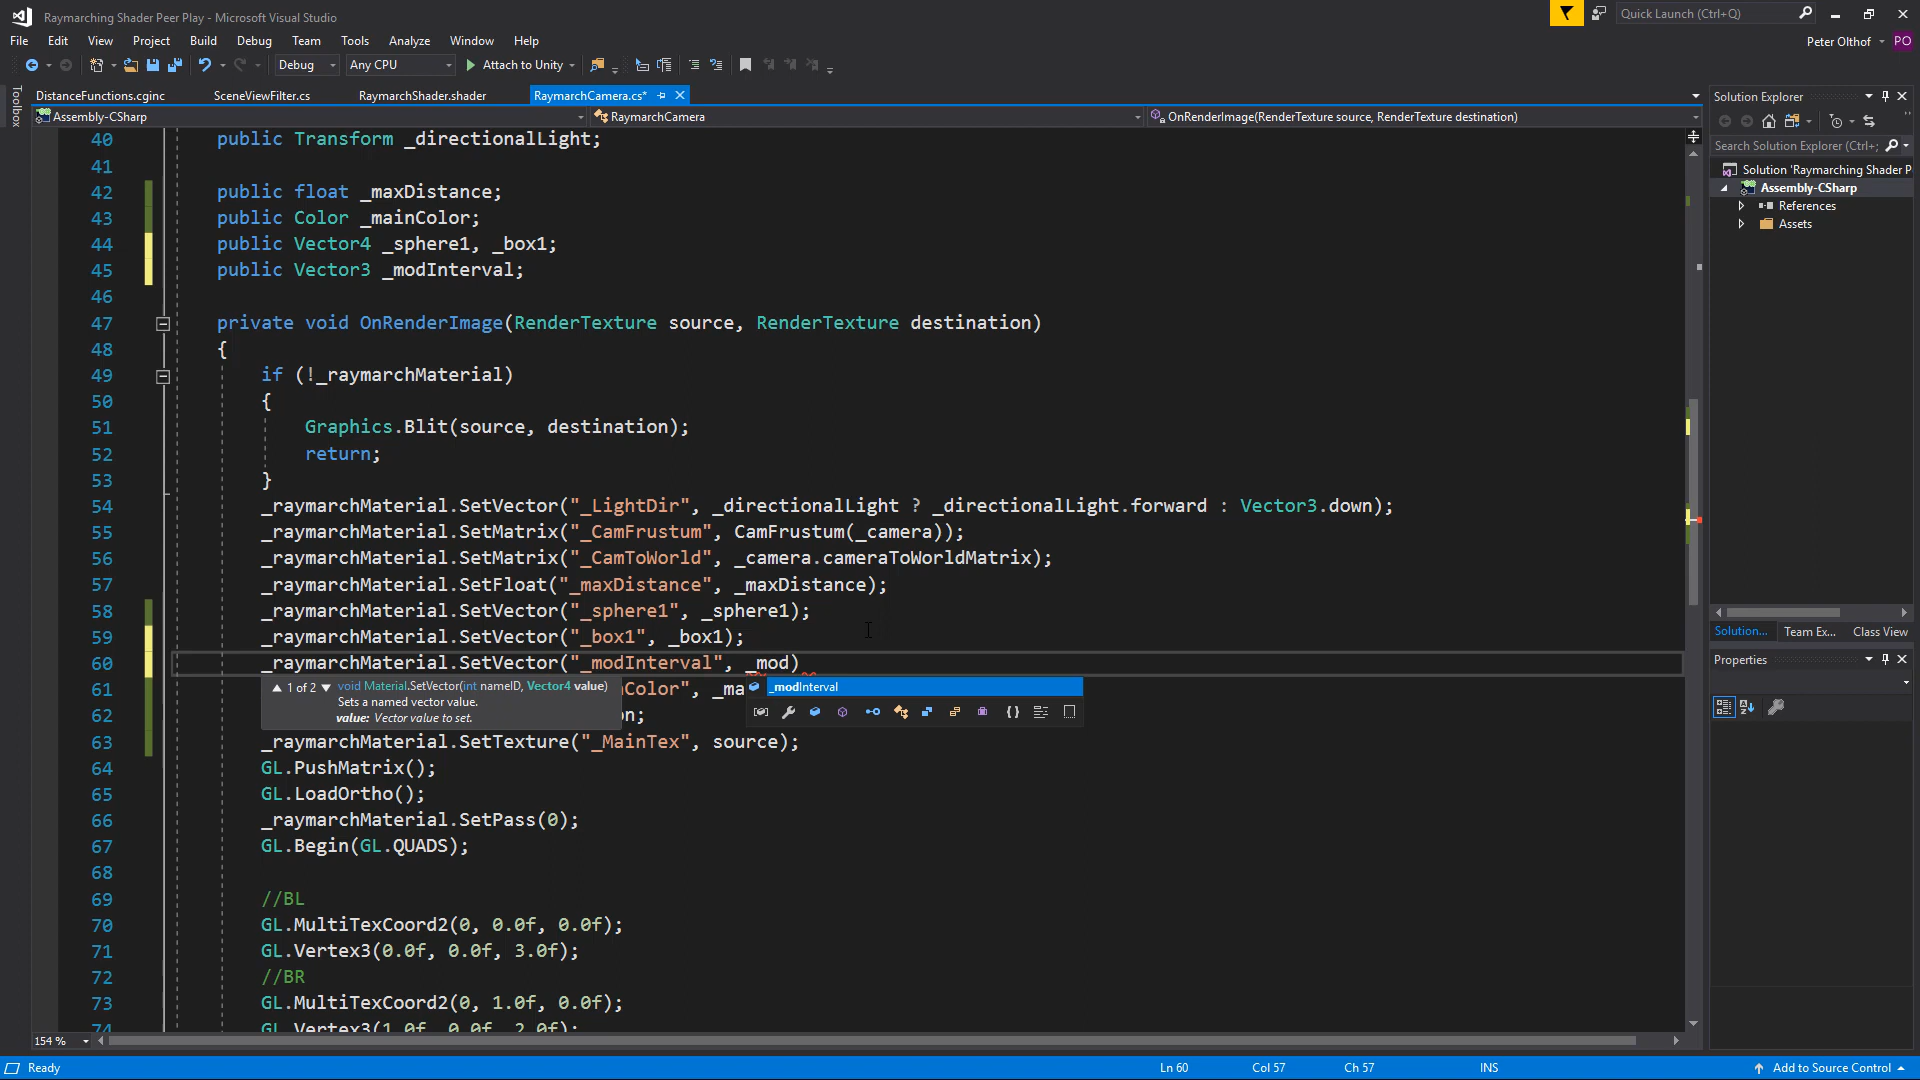 Raymarching Shader Peer Play - Microsoft Visual Studio
Quick Launch (Ctrl+Q)
File Edit View Project Build Debug Team Tools Analyze Window Help
Peter Olthof PO
Debug Any CPU Attach to Unity
Toolbox
DistanceFunctions.cginc SceneViewFilter.cs RaymarchShader.shader RaymarchCamera.cs*
Assembly-CSharp RaymarchCamera OnRenderImage(RenderTexture source, RenderTexture destination)
40 public Transform _directionalLight;
41
42 public float _maxDistance;
43 public Color _mainColor;
44 public Vector4 _sphere1, _box1;
45 public Vector3 _modInterval;
46
47 private void OnRenderImage(RenderTexture source, RenderTexture destination)
48 {
49 if (!_raymarchMaterial)
50 {
51 Graphics.Blit(source, destination);
52 return;
53 }
54 _raymarchMaterial.SetVector("_LightDir", _directionalLight ? _directionalLight.forward : Vector3.down);
55 _raymarchMaterial.SetMatrix("_CamFrustum", CamFrustum(_camera));
56 _raymarchMaterial.SetMatrix("_CamToWorld", _camera.cameraToWorldMatrix);
57 _raymarchMaterial.SetFloat("_maxDistance", _maxDistance);
58 _raymarchMaterial.SetVector("_sphere1", _sphere1);
59 _raymarchMaterial.SetVector("_box1", _box1);
60 _raymarchMaterial.SetVector("_modInterval", _mod)
61 nColor", _ma
62 on;
63 _raymarchMaterial.SetTexture("_MainTex", source);
64 GL.PushMatrix();
65 GL.LoadOrtho();
66 _raymarchMaterial.SetPass(0);
67 GL.Begin(GL.QUADS);
68
69 //BL
70 GL.MultiTexCoord2(0, 0.0f, 0.0f);
71 GL.Vertex3(0.0f, 0.0f, 3.0f);
72 //BR
73 GL.MultiTexCoord2(0, 1.0f, 0.0f);
74 GL.Vertex3(1.0f, 0.0f, 2.0f);
1 of 2 void Material.SetVector(int nameID, Vector4 value)
Sets a named vector value.
value: Vector value to set.
_modInterval
Solution Explorer
Search Solution Explorer (Ctrl+;
Solution 'Raymarching Shader P
Assembly-CSharp
References
Assets
Solution... Team Ex... Class View
Properties
154 %
Ready Ln 60 Col 57 Ch 57 INS Add to Source Control